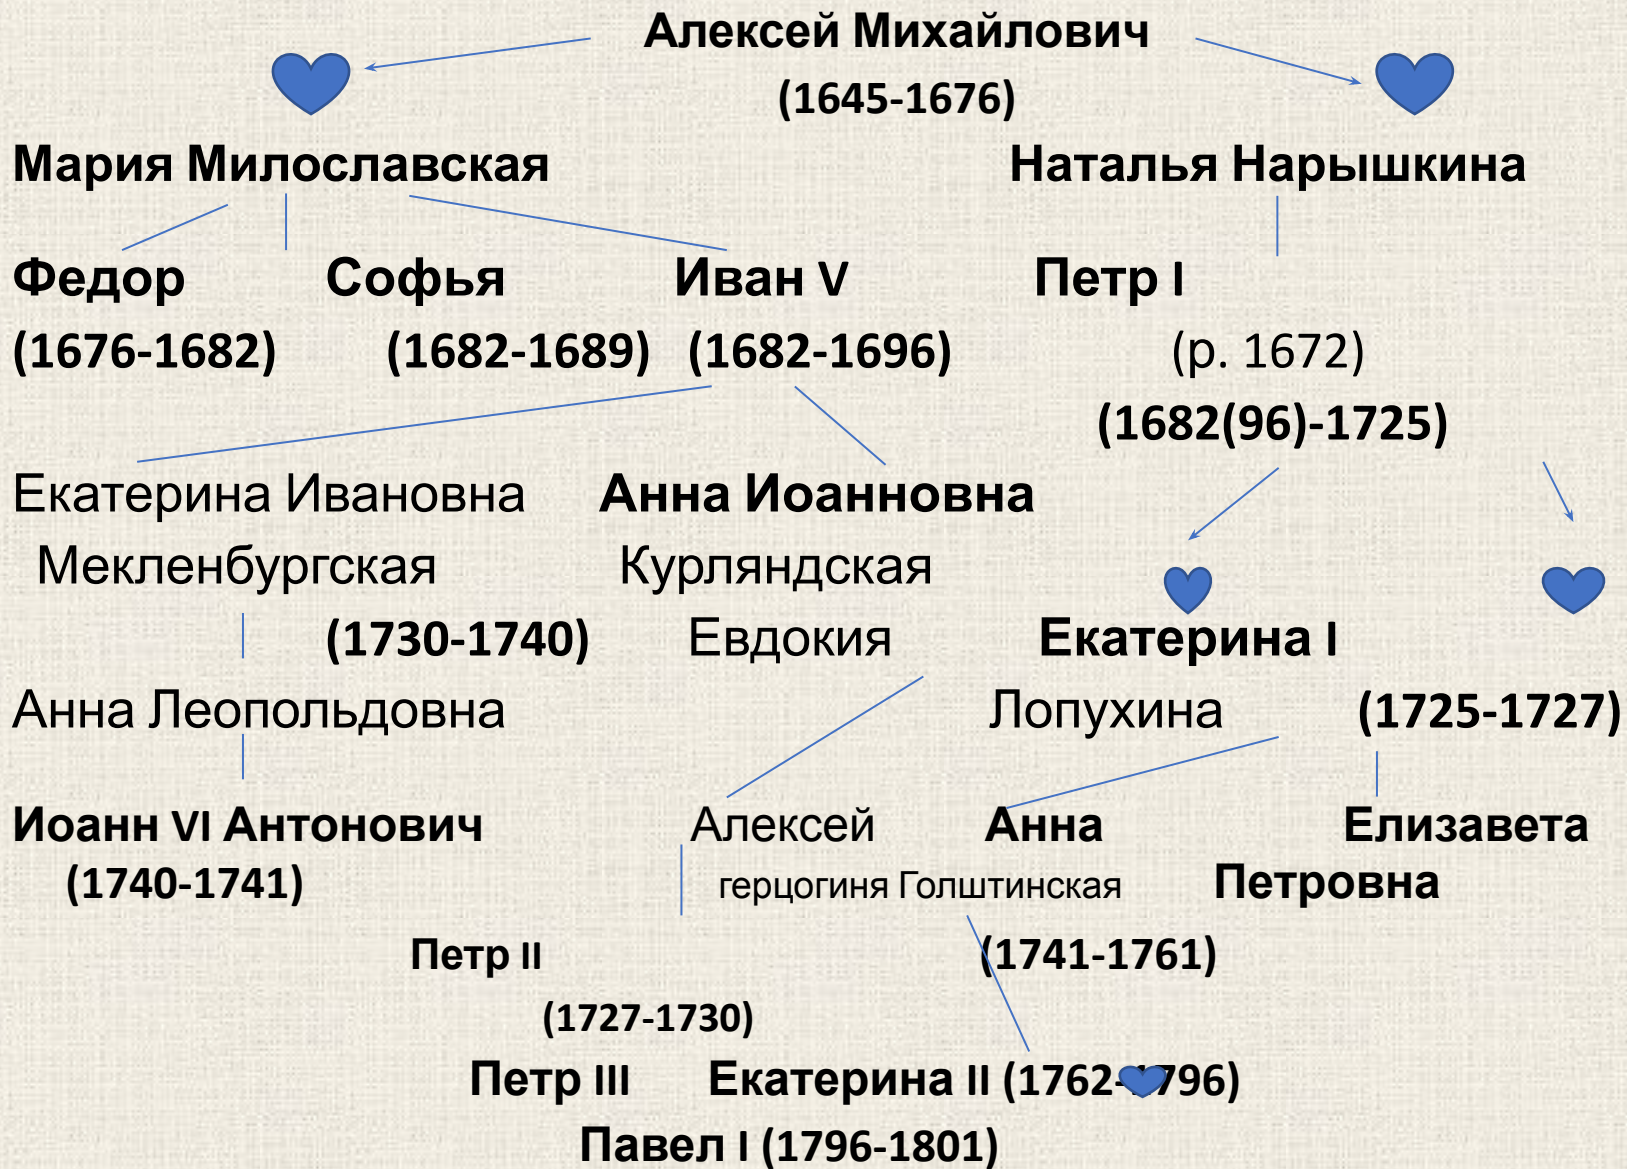 Алексей Михайлович
(1645-1676)
Мария Милославская Наталья Нарышкина
Федор Софья Иван V Петр I
(1676-1682) (1682-1689) (1682-1696) (р. 1672)
(1682(96)-1725)
Екатерина Ивановна Анна Иоанновна
Мекленбургская Курляндская
(1730-1740) Евдокия Екатерина I
Анна Леопольдовна Лопухина (1725-1727)
Иоанн VI Антонович Алексей Анна Елизавета
(1740-1741) герцогиня Голштинская Петровна
Петр II (1741-1761)
(1727-1730)
Петр III Екатерина II (1762-1796)
Павел I (1796-1801)